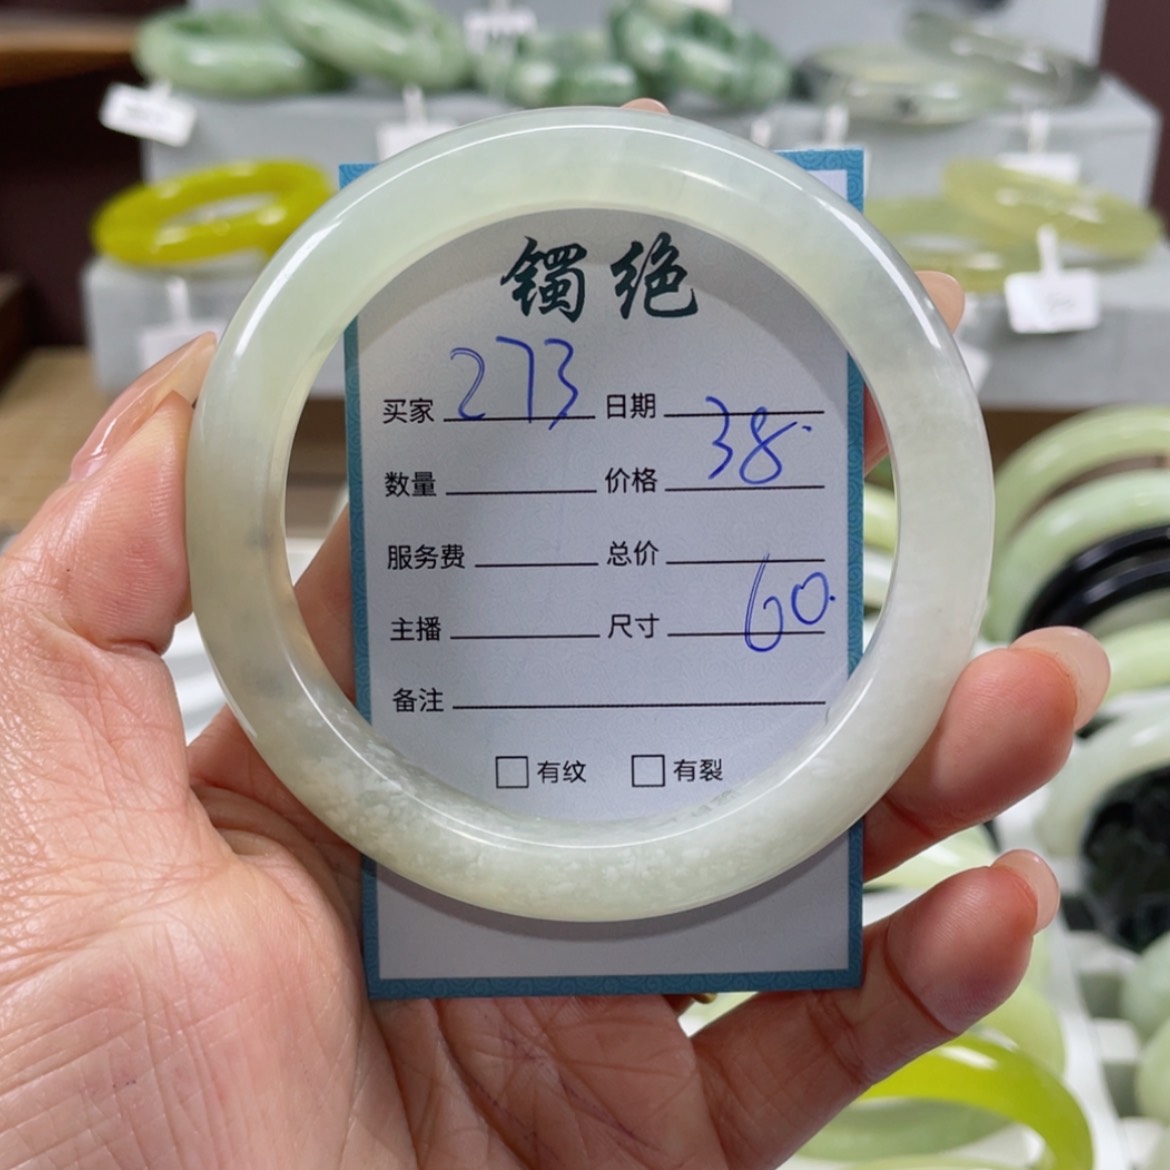 镯绝
买家 273 日期
数量 价格 38.
服务费 总价
主播 尺寸 60.
备注
有纹 有裂